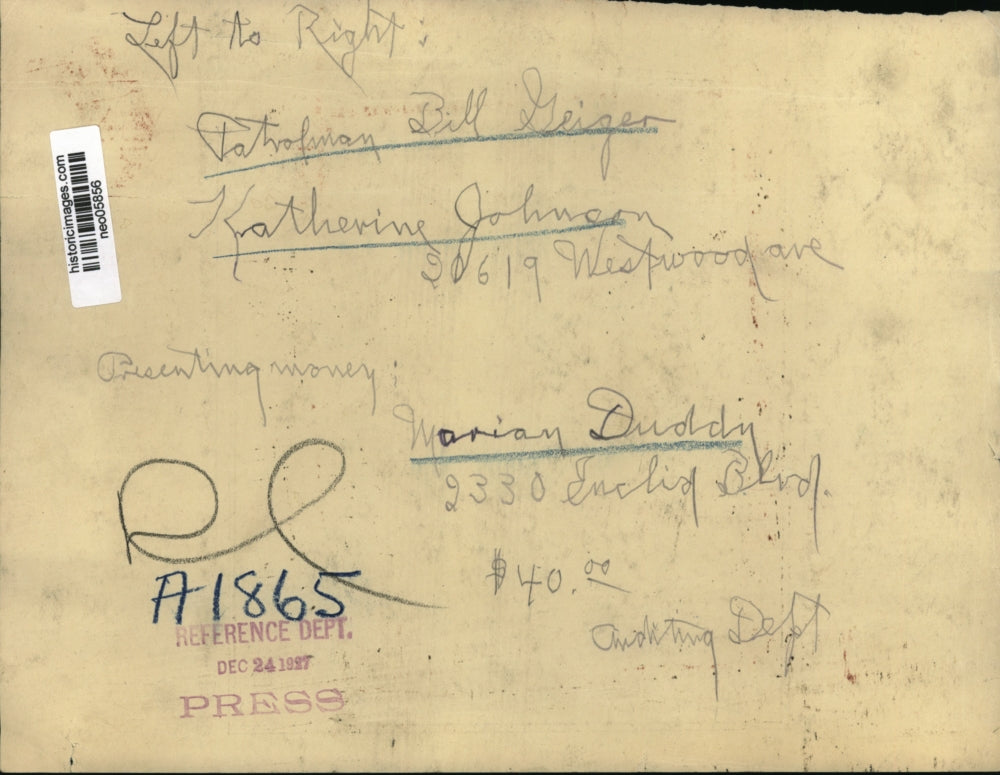 Left to Right:
Patrolman Bill Geiger
Katherine Johnson
20619 Westwood ave
historicimages.com
neo05856
Presenting money:
Marian Duddy
2330 Euclid Blvd.
$40.00
Auditing Dept
A1865
REFERENCE DEPT.
DEC 24 1927
PRESS